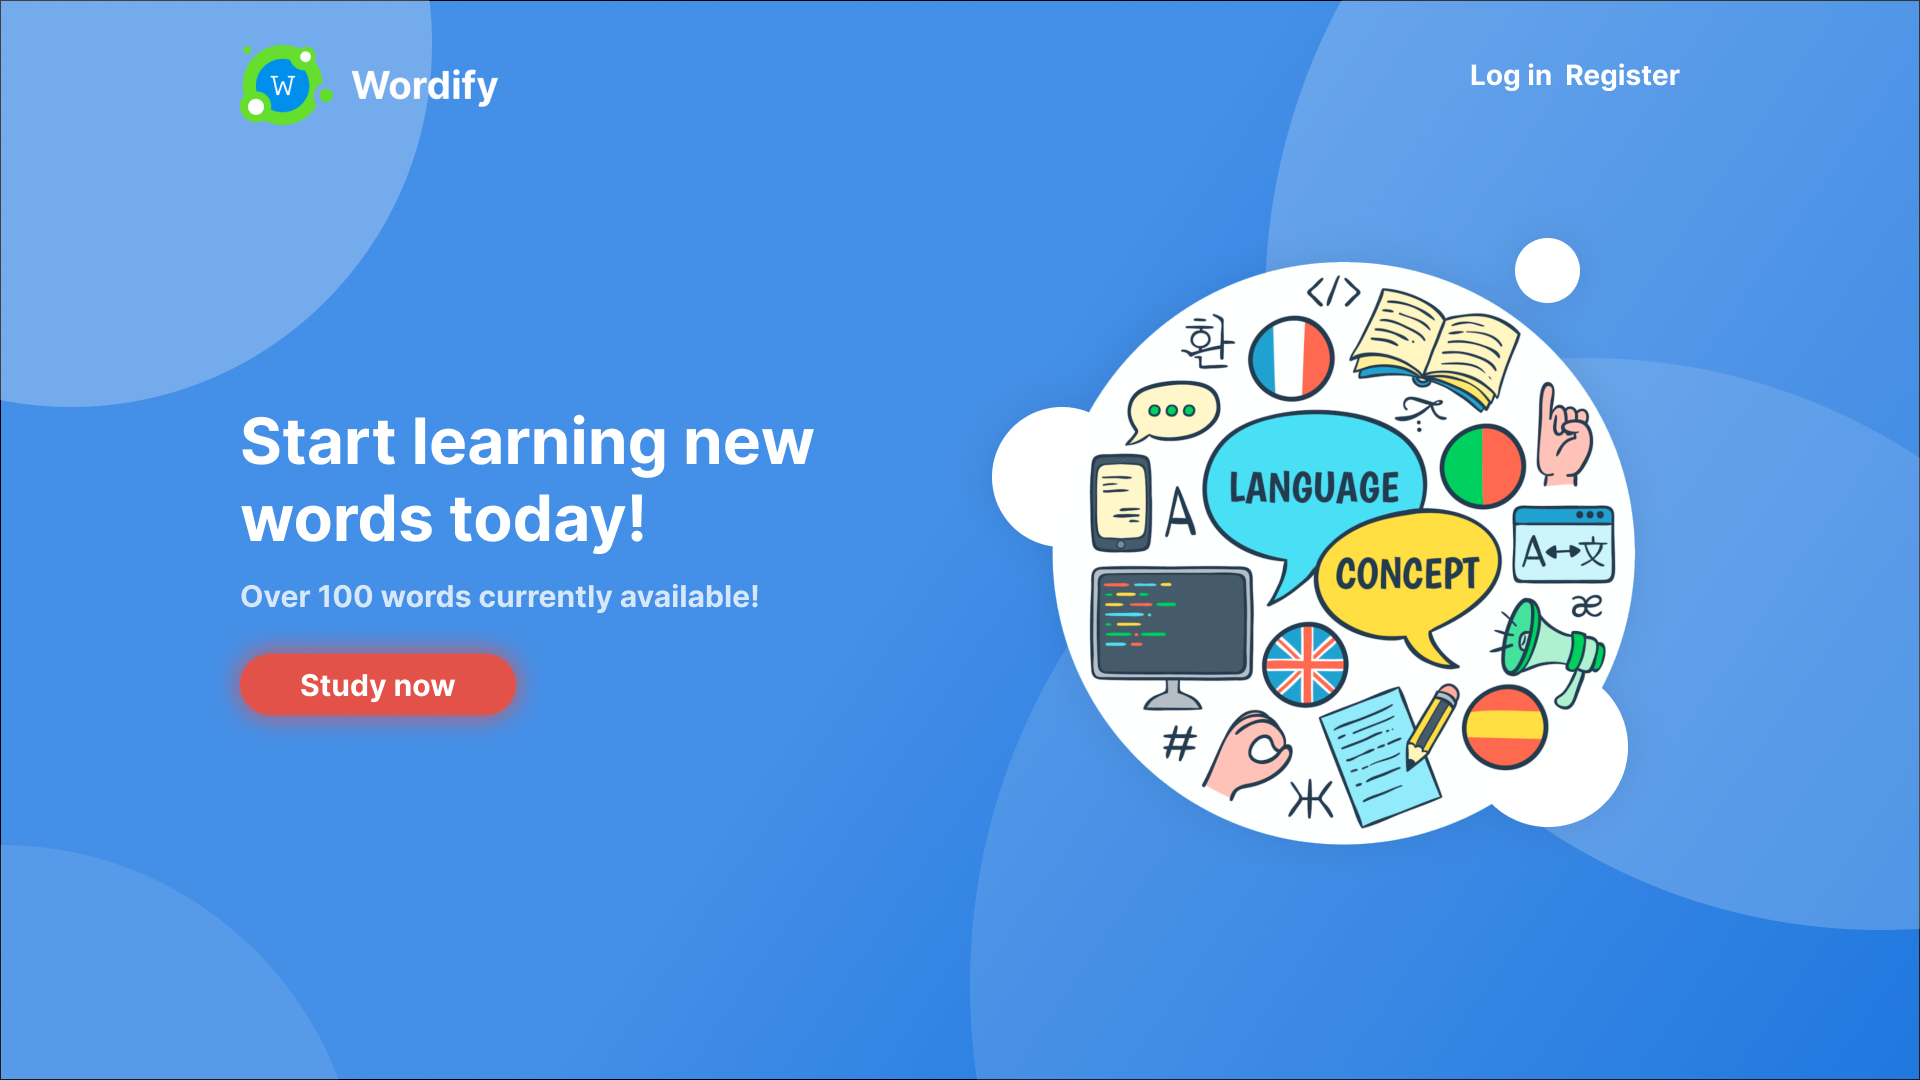 W
Wordify
Log in Register
Start learning new
words today!
Over 100 words currently available!
Study now
</>
환
ス
A
LANGUAGE
CONCEPT
A↔文
æ
#
Ж